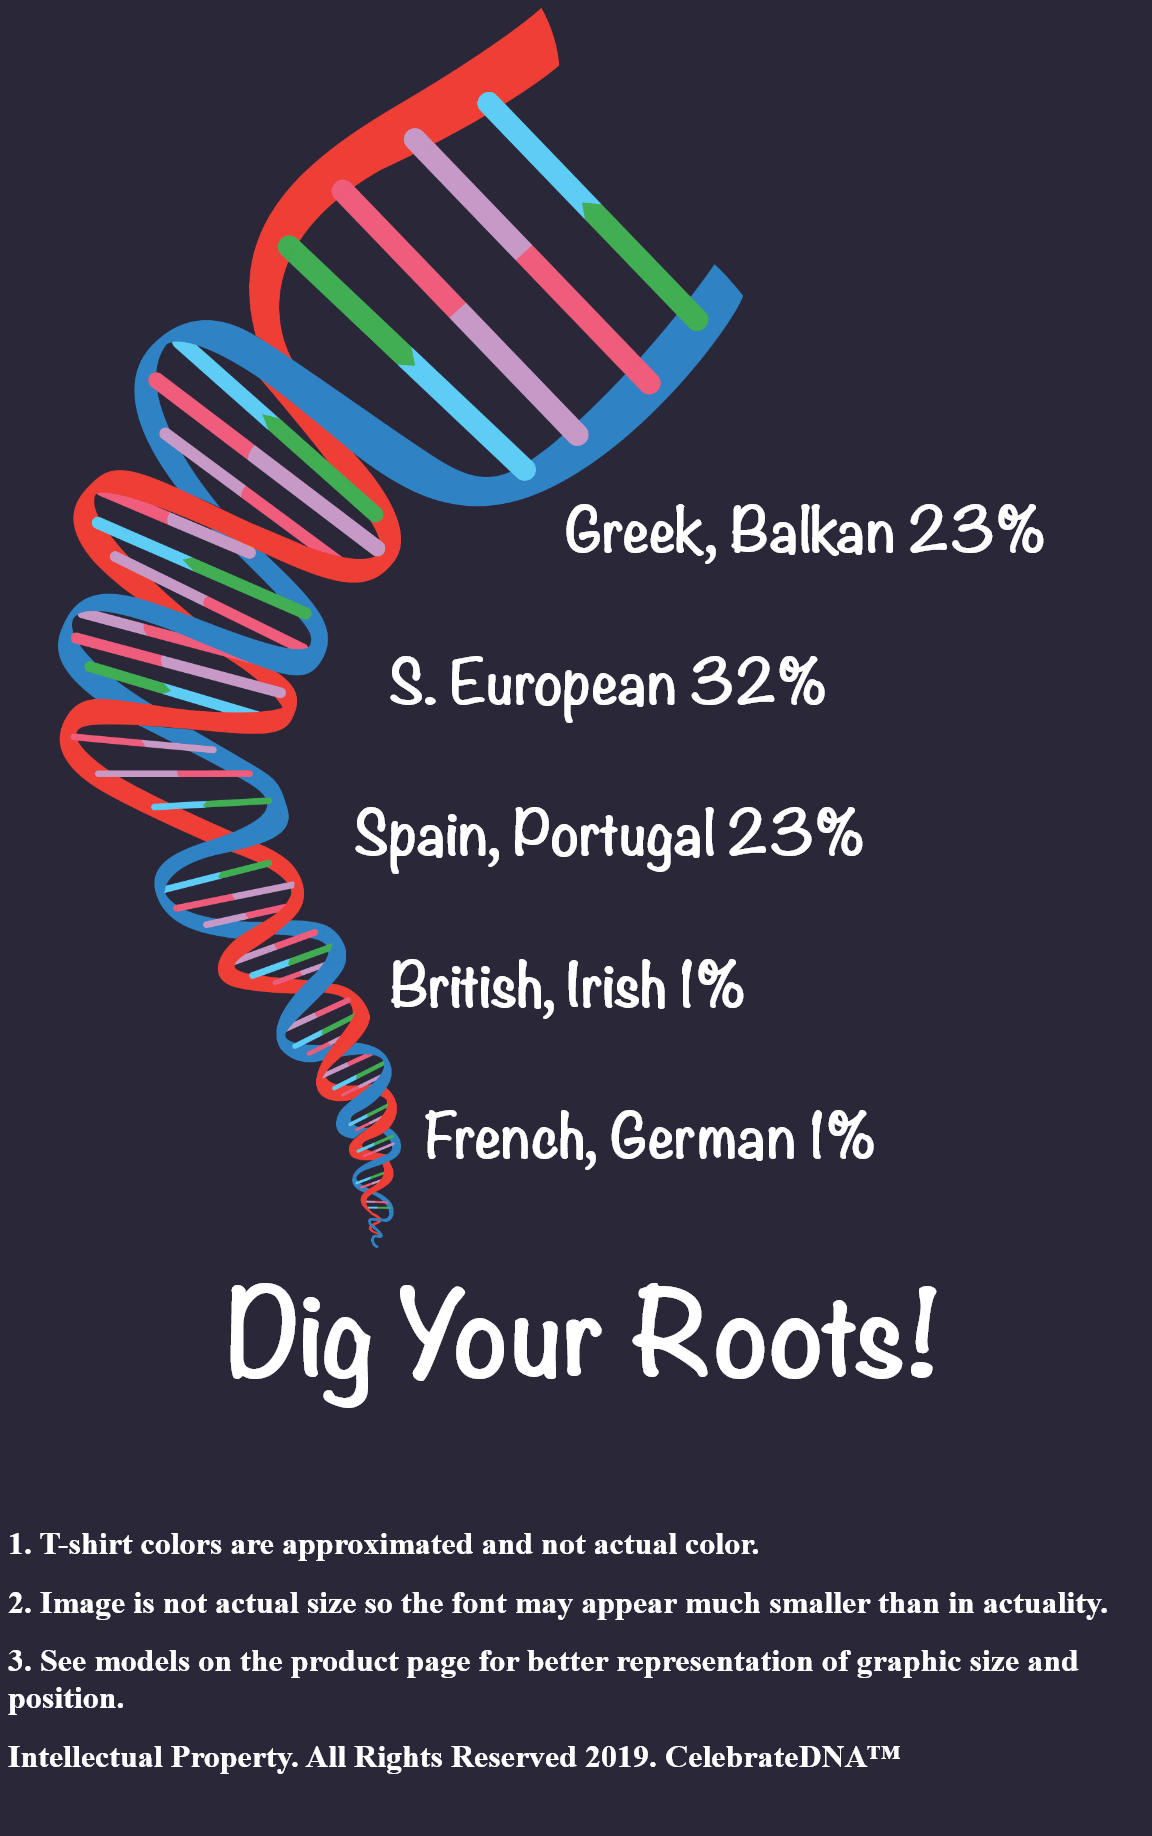 Greek, Balkan 23%
S. European 32%
Spain, Portugal 23%
British, Irish 1%
French, German 1%
Dig Your Roots!
1. T-shirt colors are approximated and not actual color.
2. Image is not actual size so the font may appear much smaller than in actuality.
3. See models on the product page for better representation of graphic size and
position.
Intellectual Property. All Rights Reserved 2019. CelebrateDNA™